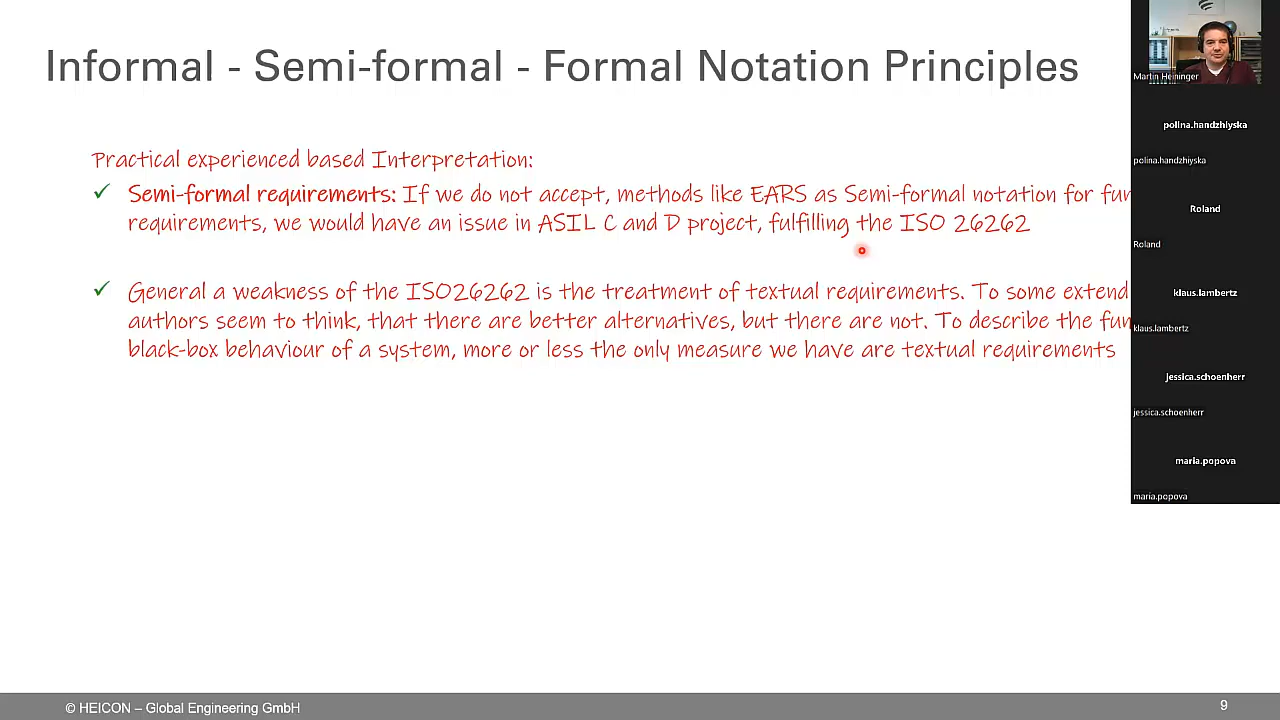 Informal - Semi-formal - Formal Notation Principles
Practical experienced based Interpretation:
Semi-formal requirements: If we do not accept, methods like EARS as Semi-formal notation for
requirements, we would have an issue in ASIL C and D project, fulfilling the ISO 26262
General a weakness of the ISO26262 is the treatment of textual requirements. To some extend
authors seem to think, that there are better alternatives, but there are not. To describe the
black-box behaviour of a system, more or less the only measure we have are textual requirements
Martin Heininger
polina.handzhiyska
polina.handzhiyska
Roland
Roland
klaus.lambertz
klaus.lambertz
jessica.schoenherr
jessica.schoenherr
maria.popova
maria.popova
© HEICON – Global Engineering GmbH
9